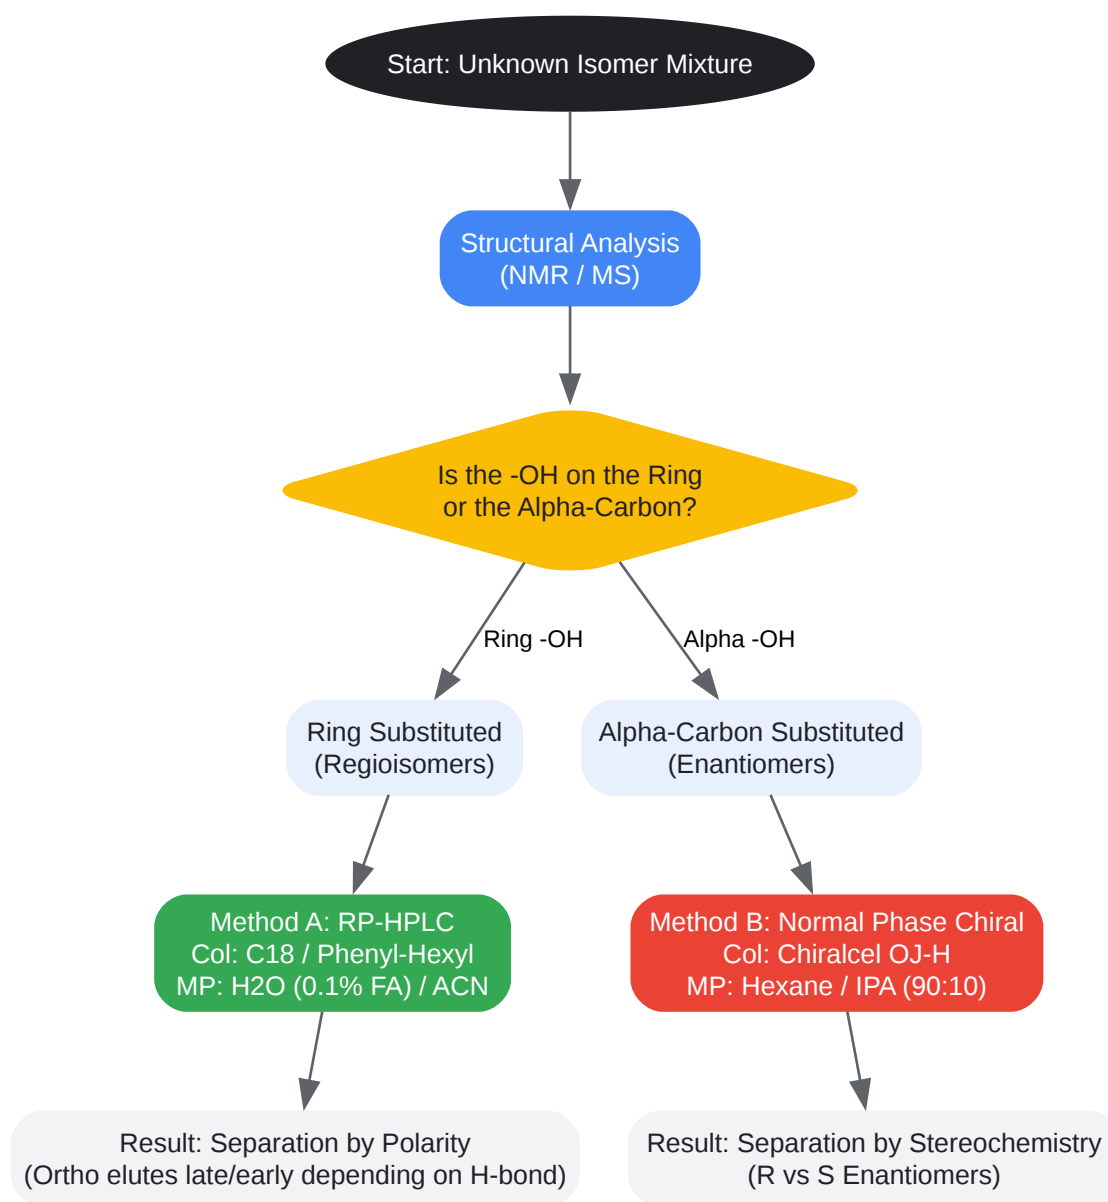 Start: Unknown Isomer Mixture
Structural Analysis
(NMR / MS)
Is the -OH on the Ring
or the Alpha-Carbon?
Ring -OH
Alpha -OH
Ring Substituted
(Regioisomers)
Alpha-Carbon Substituted
(Enantiomers)
Method A: RP-HPLC
Col: C18 / Phenyl-Hexyl
MP: H2O (0.1% FA) / ACN
Method B: Normal Phase Chiral
Col: Chiralcel OJ-H
MP: Hexane / IPA (90:10)
Result: Separation by Polarity
(Ortho elutes late/early depending on H-bond)
Result: Separation by Stereochemistry
(R vs S Enantiomers)